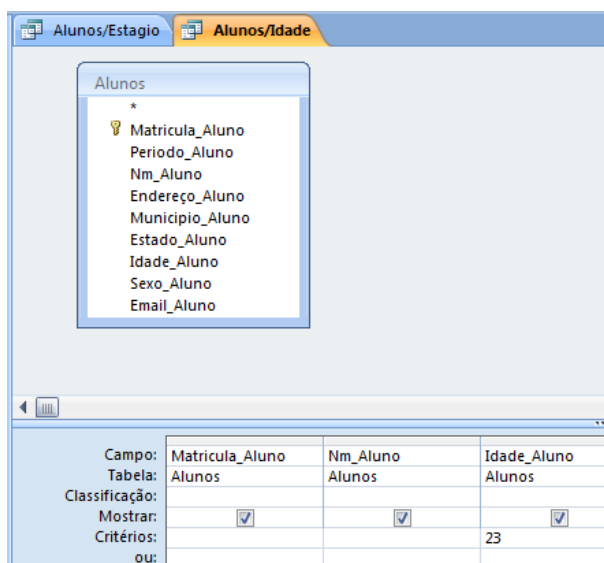 Alunos/Estagio Alunos/Idade
Alunos
*
Matricula_Aluno
Periodo_Aluno
Nm_Aluno
Endereço_Aluno
Municipio_Aluno
Estado_Aluno
Idade_Aluno
Sexo_Aluno
Email_Aluno
Campo: Matricula_Aluno Nm_Aluno Idade_Aluno
Tabela: Alunos Alunos Alunos
Classificação:
Mostrar:
Critérios: 23
ou: